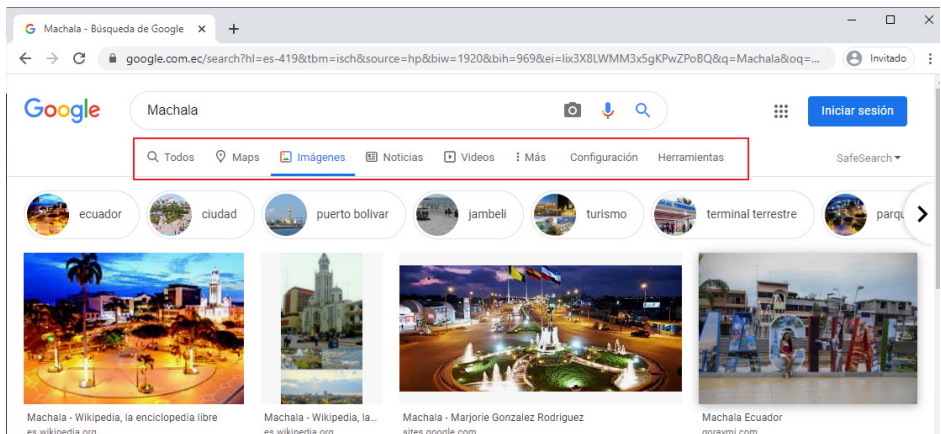 Machala - Búsqueda de Google
google.com.ec/search?hl=es-419&tbm=isch&source=hp&biw=1920&bih=969&ei=Iix3X8LWMM3x5gKPwZPoBQ&q=Machala&oq=...
Invitado
Google
Machala
Iniciar sesión
Todos Maps Imágenes Noticias Videos Más Configuración Herramientas SafeSearch
ecuador ciudad puerto bolivar jambeli turismo terminal terrestre parqu
Machala - Wikipedia, la enciclopedia libre
es.wikipedia.org
Machala - Wikipedia, la...
es.wikipedia.org
Machala - Marjorie Gonzalez Rodriguez
sites.google.com
Machala Ecuador
goraymi.com